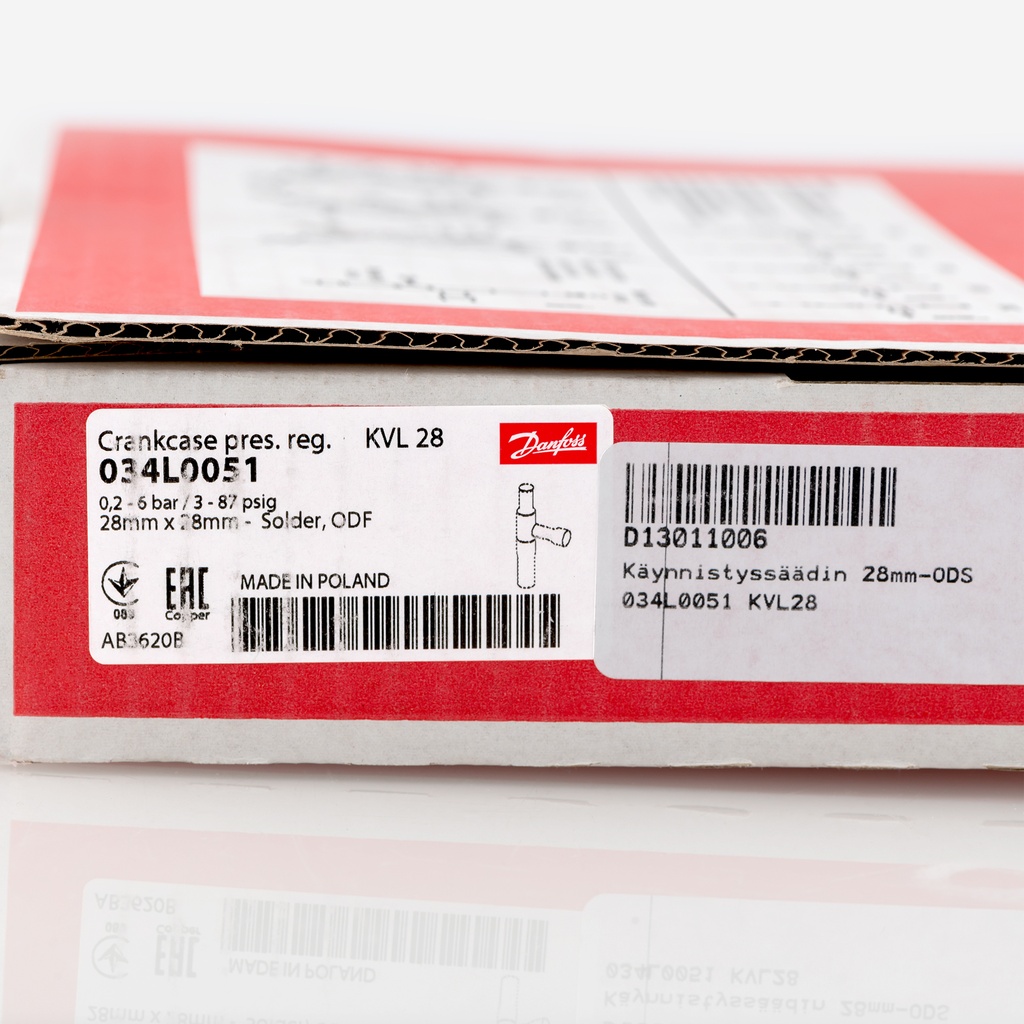 Crankcase pres. reg. KVL 28
034L0051
0,2 - 6 bar / 3 - 87 psig
28mm x 28mm - Solder, ODF
Danfoss
MADE IN POLAND
089
EAC
Copper
AB3620B
D13011006
Käynnistyssäädin 28mm-ODS
034L0051 KVL28